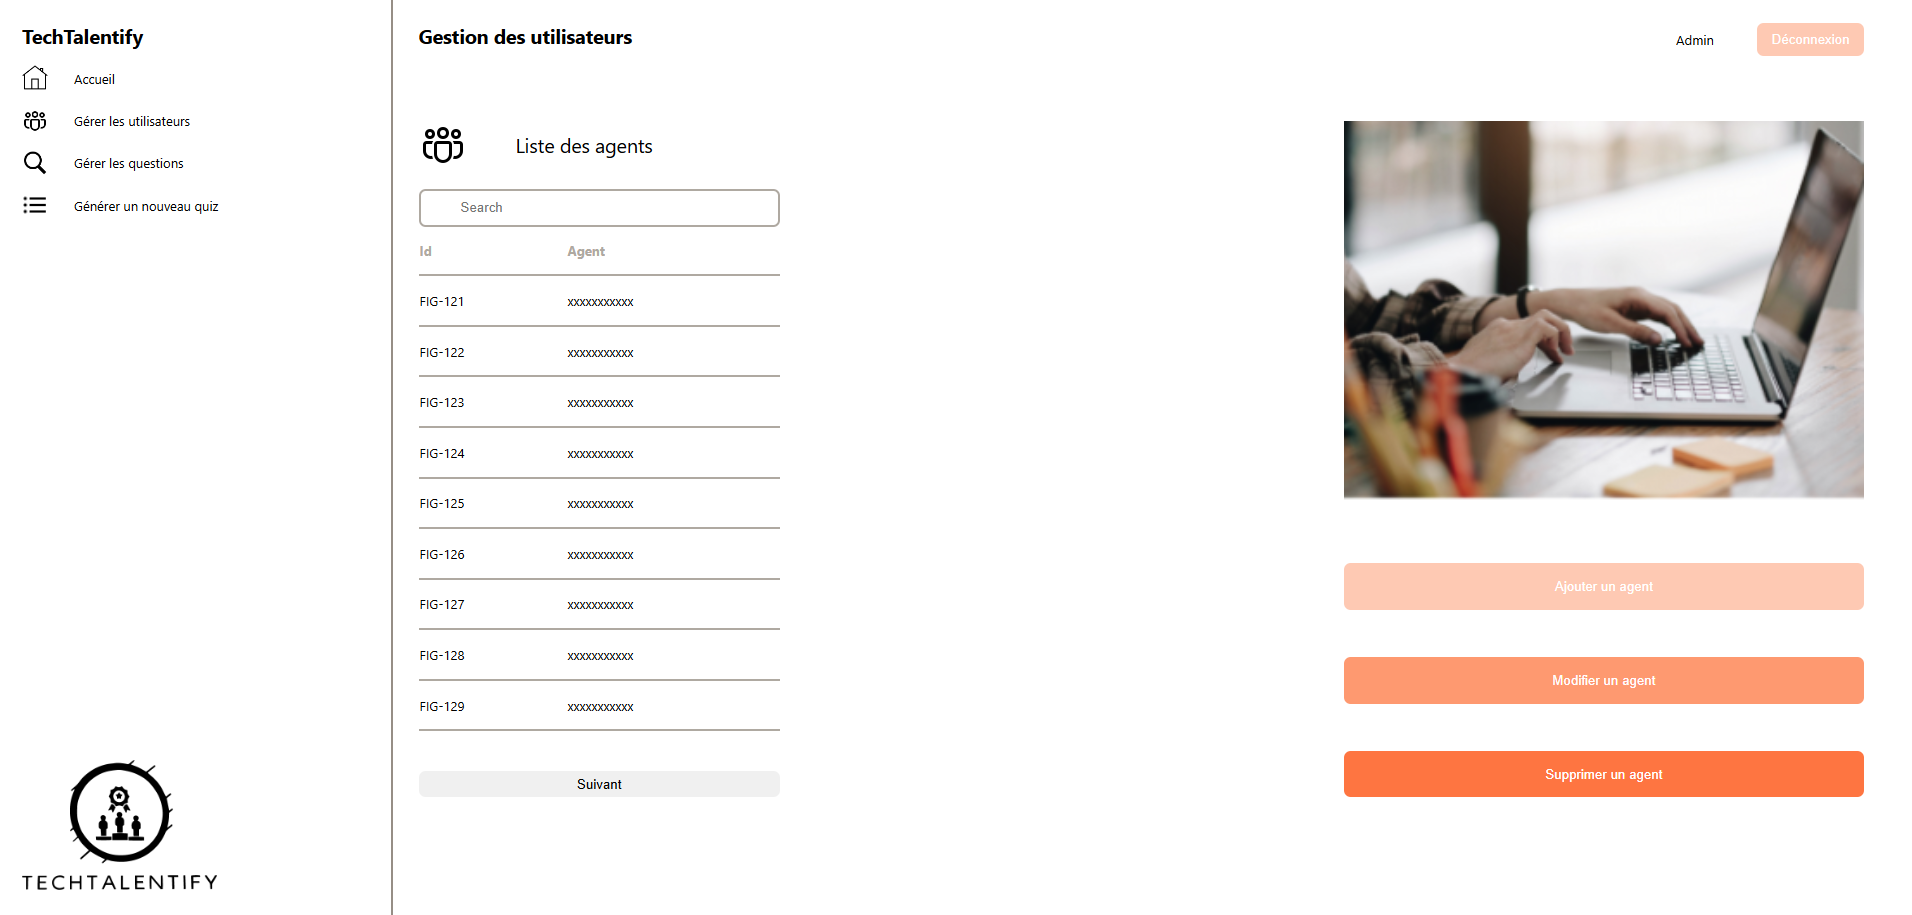 TechTalentify
Accueil
Gérer les utilisateurs
Gérer les questions
Générer un nouveau quiz
TECHTALENTIFY
Gestion des utilisateurs
Admin
Déconnexion
Liste des agents
Search
Id Agent
FIG-121 xxxxxxxxxxx
FIG-122 xxxxxxxxxxx
FIG-123 xxxxxxxxxxx
FIG-124 xxxxxxxxxxx
FIG-125 xxxxxxxxxxx
FIG-126 xxxxxxxxxxx
FIG-127 xxxxxxxxxxx
FIG-128 xxxxxxxxxxx
FIG-129 xxxxxxxxxxx
Suivant
Ajouter un agent
Modifier un agent
Supprimer un agent